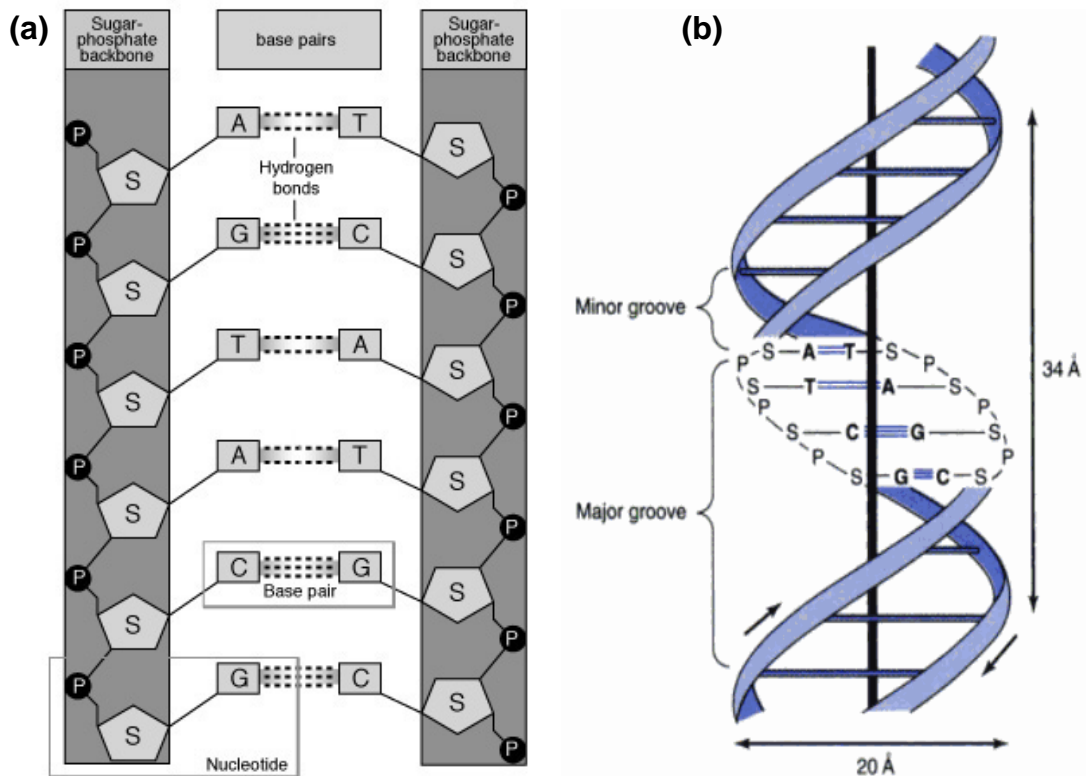 (a)
Sugar-
phosphate
backbone
base pairs
Sugar-
phosphate
backbone
P
S
A
T
S
P
Hydrogen
bonds
P
S
G
C
S
P
P
S
T
A
S
P
P
S
A
T
S
P
P
S
C
G
S
P
Base pair
P
S
G
C
S
P
Nucleotide
(b)
Minor groove
Major groove
P S A T S P
S T A S P
P S C G S P
P S G C S
34 Å
20 Å